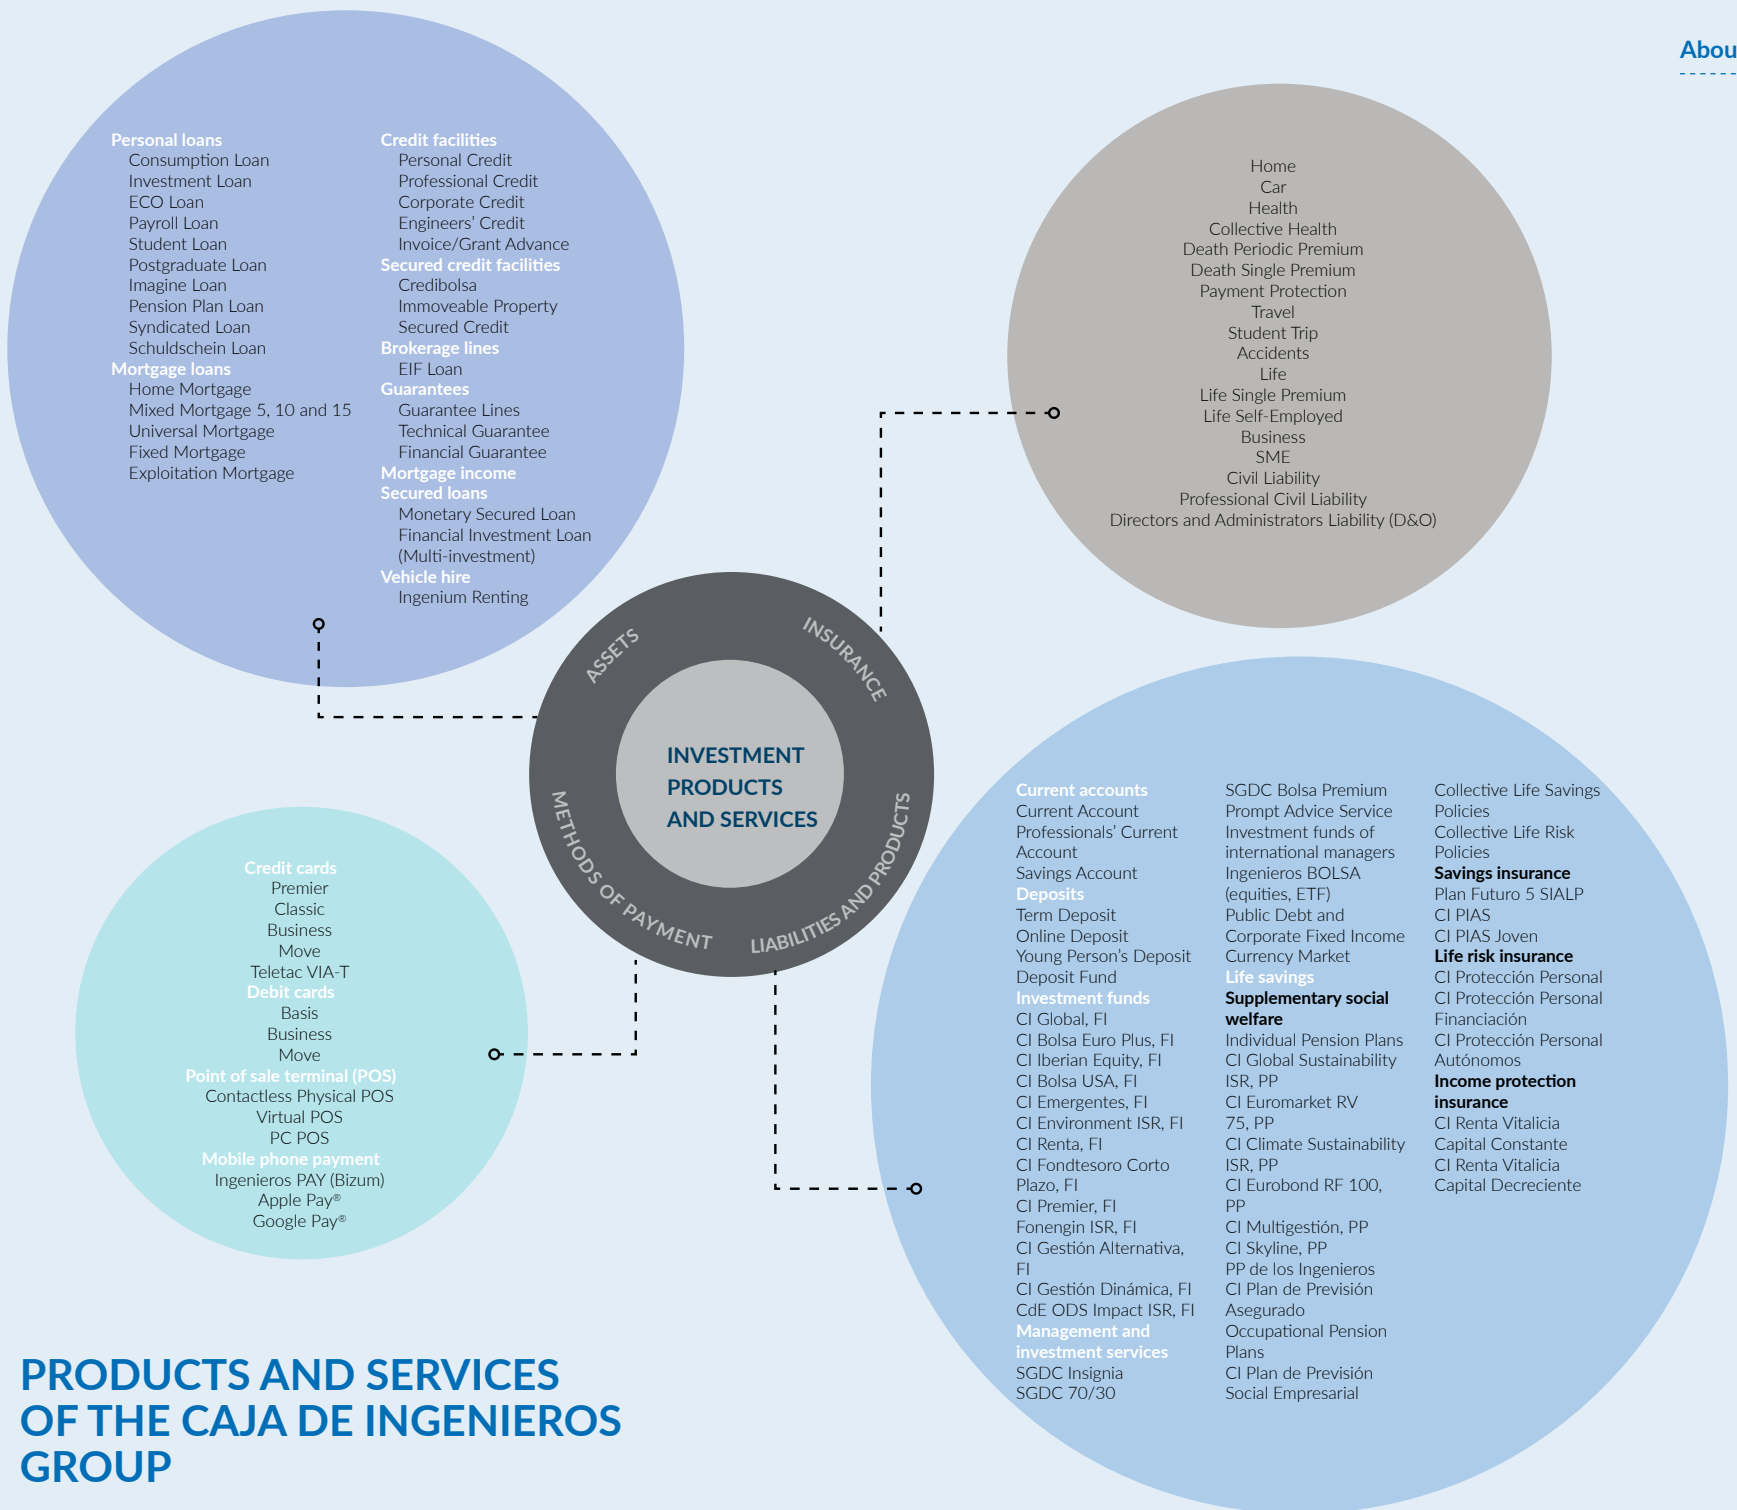 Abou
Personal loans
Consumption Loan
Investment Loan
ECO Loan
Payroll Loan
Student Loan
Postgraduate Loan
Imagine Loan
Pension Plan Loan
Syndicated Loan
Schuldschein Loan
Mortgage loans
Home Mortgage
Mixed Mortgage 5, 10 and 15
Universal Mortgage
Fixed Mortgage
Exploitation Mortgage
Credit facilities
Personal Credit
Professional Credit
Corporate Credit
Engineers’ Credit
Invoice/Grant Advance
Secured credit facilities
Credibolsa
Immoveable Property
Secured Credit
Brokerage lines
EIF Loan
Guarantees
Guarantee Lines
Technical Guarantee
Financial Guarantee
Mortgage income
Secured loans
Monetary Secured Loan
Financial Investment Loan
(Multi-investment)
Vehicle hire
Ingenium Renting
Home
Car
Health
Collective Health
Death Periodic Premium
Death Single Premium
Payment Protection
Travel
Student Trip
Accidents
Life
Life Single Premium
Life Self-Employed
Business
SME
Civil Liability
Professional Civil Liability
Directors and Administrators Liability (D&O)
ASSETS
INSURANCE
INVESTMENT
PRODUCTS
AND SERVICES
METHODS OF PAYMENT
LIABILITIES AND PRODUCTS
Credit cards
Premier
Classic
Business
Move
Teletac VIA-T
Debit cards
Basis
Business
Move
Point of sale terminal (POS)
Contactless Physical POS
Virtual POS
PC POS
Mobile phone payment
Ingenieros PAY (Bizum)
Apple Pay®
Google Pay®
Current accounts
Current Account
Professionals’ Current
Account
Savings Account
Deposits
Term Deposit
Online Deposit
Young Person’s Deposit
Deposit Fund
Investment funds
CI Global, FI
CI Bolsa Euro Plus, FI
CI Iberian Equity, FI
CI Bolsa USA, FI
CI Emergentes, FI
CI Environment ISR, FI
CI Renta, FI
CI Fondtesoro Corto
Plazo, FI
CI Premier, FI
Fonengin ISR, FI
CI Gestión Alternativa,
FI
CI Gestión Dinámica, FI
CdE ODS Impact ISR, FI
Management and
investment services
SGDC Insignia
SGDC 70/30
SGDC Bolsa Premium
Prompt Advice Service
Investment funds of
international managers
Ingenieros BOLSA
(equities, ETF)
Public Debt and
Corporate Fixed Income
Currency Market
Life savings
Supplementary social
welfare
Individual Pension Plans
CI Global Sustainability
ISR, PP
CI Euromarket RV
75, PP
CI Climate Sustainability
ISR, PP
CI Eurobond RF 100,
PP
CI Multigestión, PP
CI Skyline, PP
PP de los Ingenieros
CI Plan de Previsión
Asegurado
Occupational Pension
Plans
CI Plan de Previsión
Social Empresarial
Collective Life Savings
Policies
Collective Life Risk
Policies
Savings insurance
Plan Futuro 5 SIALP
CI PIAS
CI PIAS Joven
Life risk insurance
CI Protección Personal
CI Protección Personal
Financiación
CI Protección Personal
Autónomos
Income protection
insurance
CI Renta Vitalicia
Capital Constante
CI Renta Vitalicia
Capital Decreciente
PRODUCTS AND SERVICES
OF THE CAJA DE INGENIEROS
GROUP